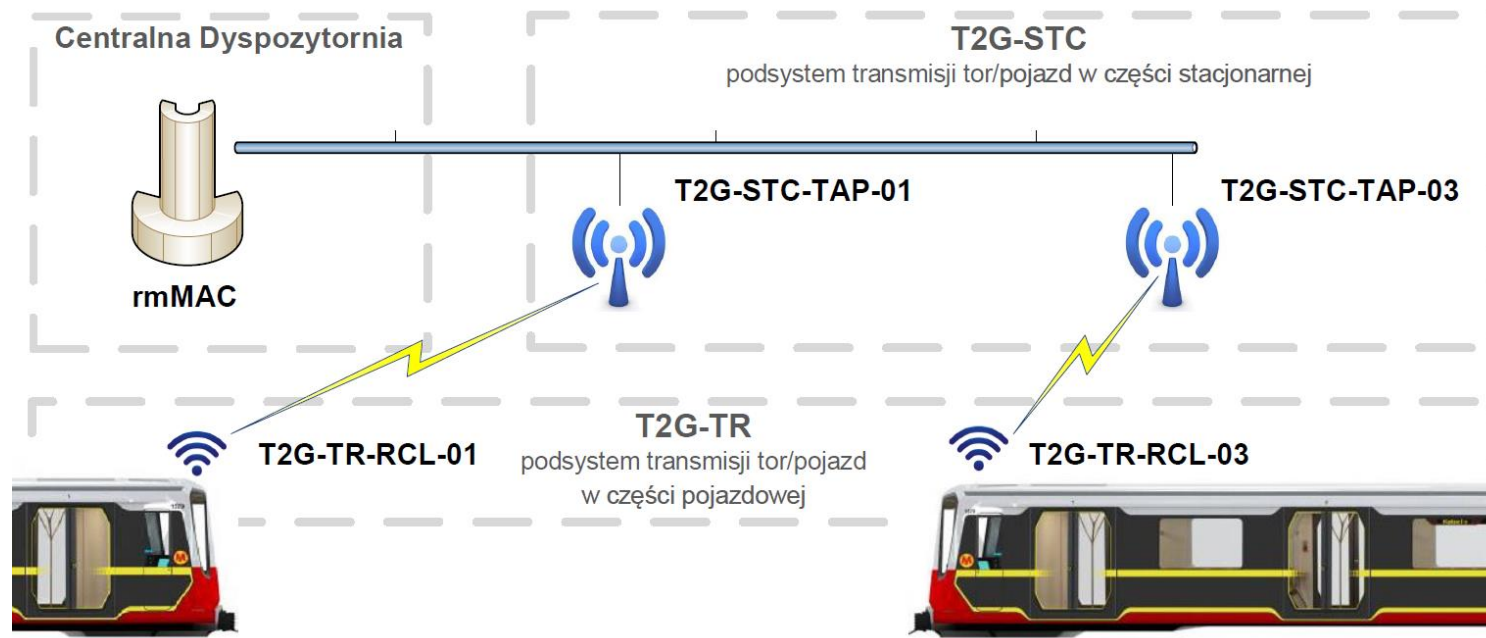 Centralna Dyspozytornia
T2G-STC
podsystem transmisji tor/pojazd w części stacjonarnej
T2G-STC-TAP-01
T2G-STC-TAP-03
rmMAC
T2G-TR
T2G-TR-RCL-01
podsystem transmisji tor/pojazd
w części pojazdowej
T2G-TR-RCL-03
M
M